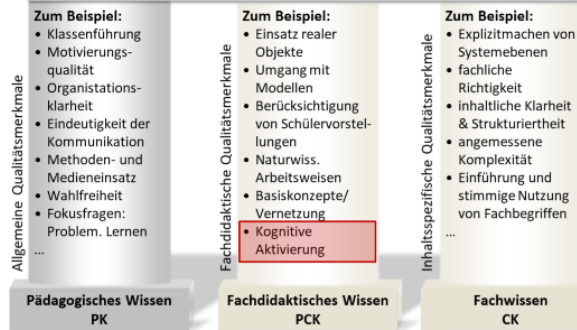 Allgemeine Qualitätsmerkmale
Zum Beispiel:
• Klassenführung
• Motivierungs-
qualität
• Organistations-
klarheit
• Eindeutigkeit der
Kommunikation
• Methoden- und
Medieneinsatz
• Wahlfreiheit
• Fokusfragen:
Problem. Lernen
...
Pädagogisches Wissen
PK
Fachdidaktische Qualitätsmerkmale
Zum Beispiel:
• Einsatz realer
Objekte
• Umgang mit
Modellen
• Berücksichtigung
von Schülervorstel-
lungen
• Naturwiss.
Arbeitsweisen
• Basiskonzepte/
Vernetzung
• Kognitive
Aktivierung
Fachdidaktisches Wissen
PCK
Inhaltsspezifische Qualitätsmerkmale
Zum Beispiel:
• Explizitmachen von
Systemebenen
• fachliche
Richtigkeit
• inhaltliche Klarheit
& Strukturiertheit
• angemessene
Komplexität
• Einführung und
stimmige Nutzung
von Fachbegriffen
...
Fachwissen
CK